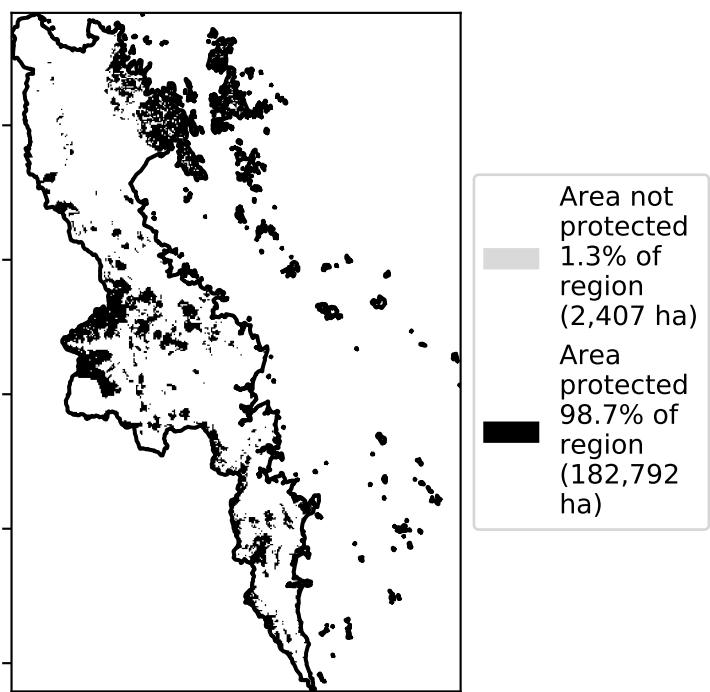 Area not
protected
1.3% of
region
(2,407 ha)
Area
protected
98.7% of
region
(182,792
ha)